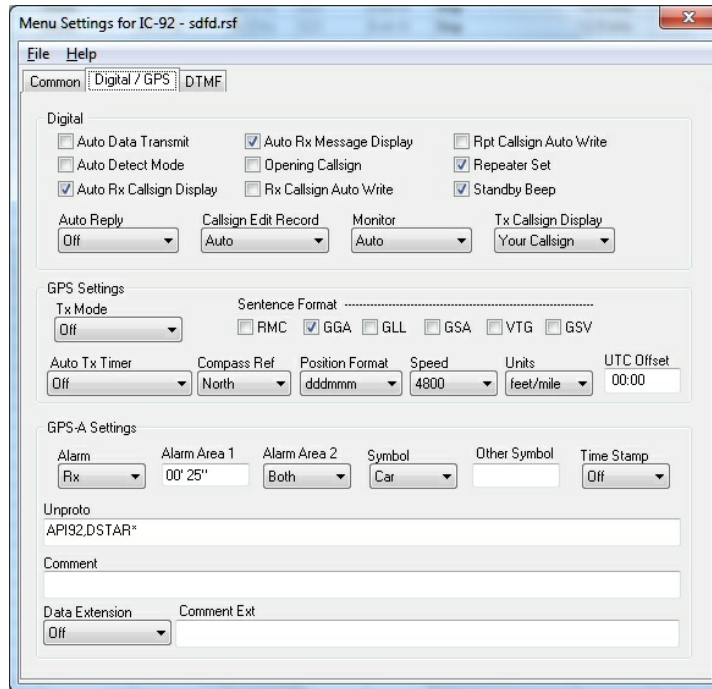 Menu Settings for IC-92 - sdfd.rsf
File Help
Common Digital / GPS DTMF
Digital
Auto Data Transmit Auto Rx Message Display Rpt Callsign Auto Write
Auto Detect Mode Opening Callsign Repeater Set
Auto Rx Callsign Display Rx Callsign Auto Write Standby Beep
Auto Reply Callsign Edit Record Monitor Tx Callsign Display
Off Auto Auto Your Callsign
GPS Settings
Tx Mode Sentence Format
Off RMC GGA GLL GSA VTG GSV
Auto Tx Timer Compass Ref Position Format Speed Units UTC Offset
Off North dddmmm 4800 feet/mile 00:00
GPS-A Settings
Alarm Alarm Area 1 Alarm Area 2 Symbol Other Symbol Time Stamp
Rx 00' 25" Both Car Off
Unproto
API92,DSTAR*
Comment
Data Extension Comment Ext
Off